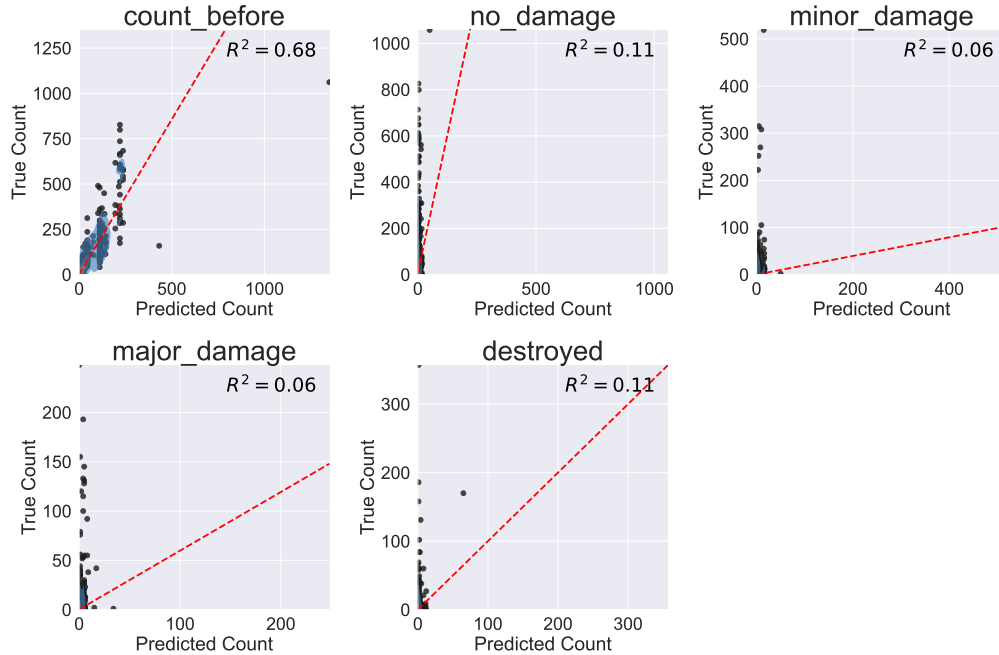 count_before
R² = 0.68
True Count
0
250
500
750
1000
1250
0
500
1000
Predicted Count
no_damage
R² = 0.11
True Count
0
200
400
600
800
1000
0
500
1000
Predicted Count
minor_damage
R² = 0.06
True Count
0
100
200
300
400
500
0
200
400
Predicted Count
major_damage
R² = 0.06
True Count
0
50
100
150
200
0
100
200
Predicted Count
destroyed
R² = 0.11
True Count
0
100
200
300
0
100
200
300
Predicted Count